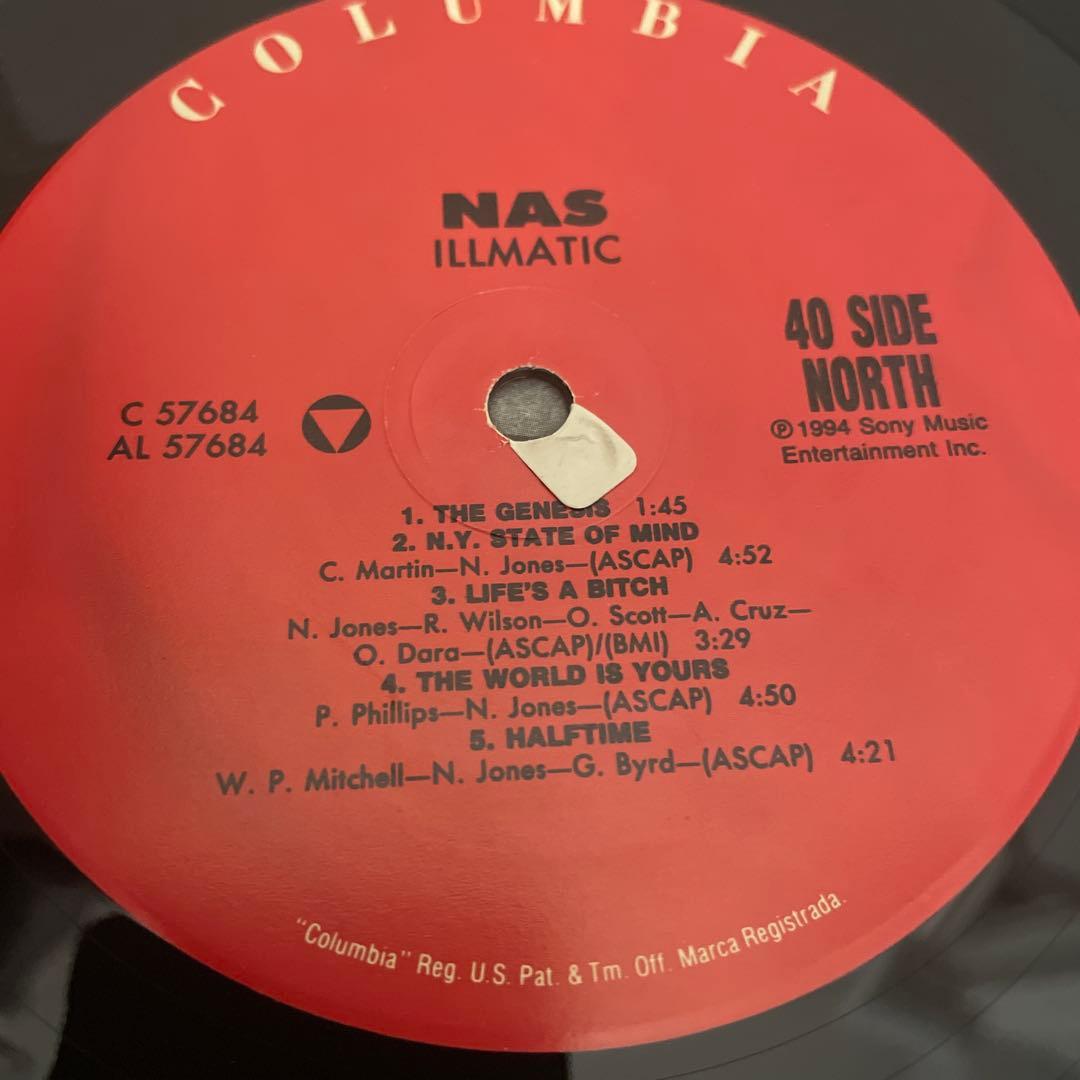 COLUMBIA
NAS
ILLMATIC
40 SIDE
NORTH
℗ 1994 Sony Music
Entertainment Inc.
C 57684
AL 57684
1. THE GENESIS 1:45
2. N.Y. STATE OF MIND
C. Martin—N. Jones—(ASCAP) 4:52
3. LIFE'S A BITCH
N. Jones—R. Wilson—O. Scott—A. Cruz—
O. Dara—(ASCAP)/(BMI) 3:29
4. THE WORLD IS YOURS
P. Phillips—N. Jones—(ASCAP) 4:50
5. HALFTIME
W. P. Mitchell—N. Jones—G. Byrd—(ASCAP) 4:21
"Columbia" Reg. U.S. Pat. & Tm. Off. Marca Registrada.